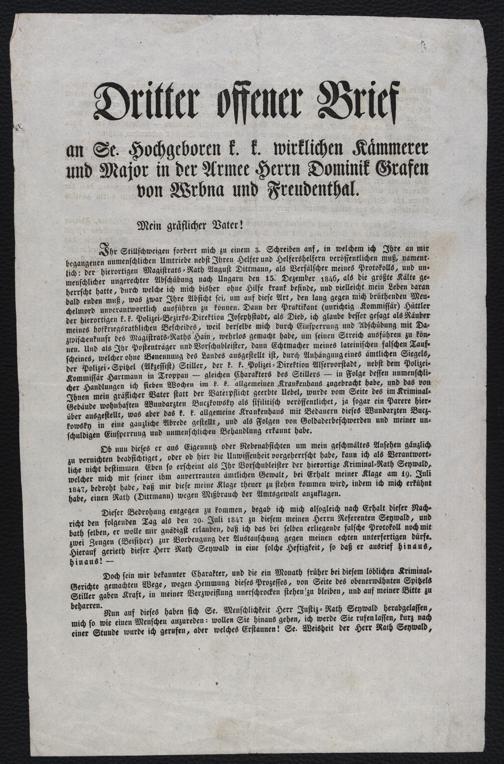 Dritter offener Brief
an Se. Hochgeboren k. k. wirklichen Kämmerer
und Major in der Armee Herrn Dominik Grafen
von Wrbna und Freudenthal.
Mein gräflicher Vater!
Ihr Stillschweigen fordert mich zu einem 3. Schreiben auf, in welchem ich Ihre an mir
begangenen unmenschlichen Umtriebe nebst Ihren Helfer und Helfershelfern veröffentlichen muß, nament-
lich: der hierortigen Magistrats-Rath August Dittmann, als Verfälscher meines Protokolls, und un-
menschlicher ungerechter Abschübung nach Ungarn den 15. Dezember 1846, als die größte Kälte ge-
herrscht hatte, durch welche ich mich bisher ohne Hilfe krank befinde, und vielleicht mein Leben daran
bald enden muß, was zwar Ihre Absicht sei, um auf diese Art, den lang gegen mich brüthenden Meu-
chelmord unverantwortlich ausführen zu können. Dann der Praktikant (unrichtig Kommissär) Hüttler
der hierortigen k. k. Polizei-Bezirks-Direktion Josephstadt, als Dieb, ich glaube besser gesagt als Räuber
meines hofkriegsräthlichen Bescheides, weil derselbe mich durch Einsperrung und Abschübung mit Da-
zwischenkunft des Magistrats-Raths Hain, wehrlos gemacht habe, um seinen Streich ausführen zu kön-
nen. Und als Ihr Postenträger und Vorschubleister, dann Echtmacher meines lateinischen falschen Tauf-
scheines, welcher ohne Benennung des Landes ausgestellt ist, durch Anhängung eines ämtlichen Siegels,
der Polizei-Spitzel (Akzessist) Stiller, der k. k. Polizei-Direktion Alservorstadt, nebst dem Polizei-
Kommissär Harrmann in Troppau — gleichen Charakters des Stillers — in Folge dessen unmenschli-
cher Handlungen ich sieben Wochen im k. k. allgemeinen Krankenhaus zugebracht habe, und das von
Ihnen mein gräflicher Vater statt der Vaterpflicht geerbte Uebel, wurde vom Seite des im Kriminal-
Gebäude wohnhaften Wundarzten Buczkowsky als sifilitisch veröffentlicht, ja sogar ein Parere hier-
über ausgestellt, was aber das k. k. allgemeine Krankenhaus mit Bedauern dieses Wundarzten Bucz-
kowsky in eine gänzliche Abrede gestellt, und als Folgen von Goldaderbeschwerden und meiner un-
schuldigen Einsperrung und unmenschlichen Behandlung erkannt habe.
Ob nun dieses er aus Eigennutz oder Nebenabsichten um mein geschmältes Ansehen gänzlich
zu vernichten beabsichtiget, oder ob hier die Unwissenheit vorgeherrscht habe, kann ich als Verantwort-
liche nicht bestimmen Eben so erscheint als Ihr Vorschubleister der hierortige Kriminal-Rath Seywald,
welcher mich mit seiner ihm anvertrauten ämtlichen Gewalt, bei Erhalt meiner Klage am 19. Juli
1847, bedroht habe, daß mir diese meine Klage theuer zu stehen kommen wird, indem ich mich erkühnt
habe, einen Rath (Dittmann) wegen Mißbrauch der Amtsgewalt anzuklagen.
Dieser Bedrohung entgegen zu kommen, begab ich mich alsogleich nach Erhalt dieser Nach-
richt den folgenden Tag als den 20. Juli 1847 zu diesem meinen Herrn Referenten Seywald, und
bath selben, er wolle mir gnädigst erlauben, daß ich das bei selben erliegende falsche Protokoll noch mit
zwei Zeugen (Beisitzer) zur Vorbeugung der Austauschung gegen meinen echten unterfertigen dürfe.
Hierauf gerieth dieser Herr Rath Seywald in eine solche Heftigkeit, so daß er ausrief hinaus,
hinaus! —
Doch sein mir bekannter Charakter, und die ein Monath früher bei diesem löblichen Kriminal-
Gerichte gemachten Wege, wegen Hemmung dieses Prozesses, von Seite des obenerwähnten Spitzels
Stiller gaben Kraft, in meiner Verzweiflung unerschrocken stehen zu bleiben, und auf meiner Bitte zu
beharren.
Nun auf dieses haben sich Se. Menschlichkeit Herr Justiz-Rath Seywald herabgelassen,
mich so wie einen Menschen anzureden: wollen Sie hinaus gehen, ich werde Sie rufen lassen, kurz nach
einer Stunde wurde ich gerufen, aber welches Erstaunen! Se. Weisheit der Herr Rath Seywald,